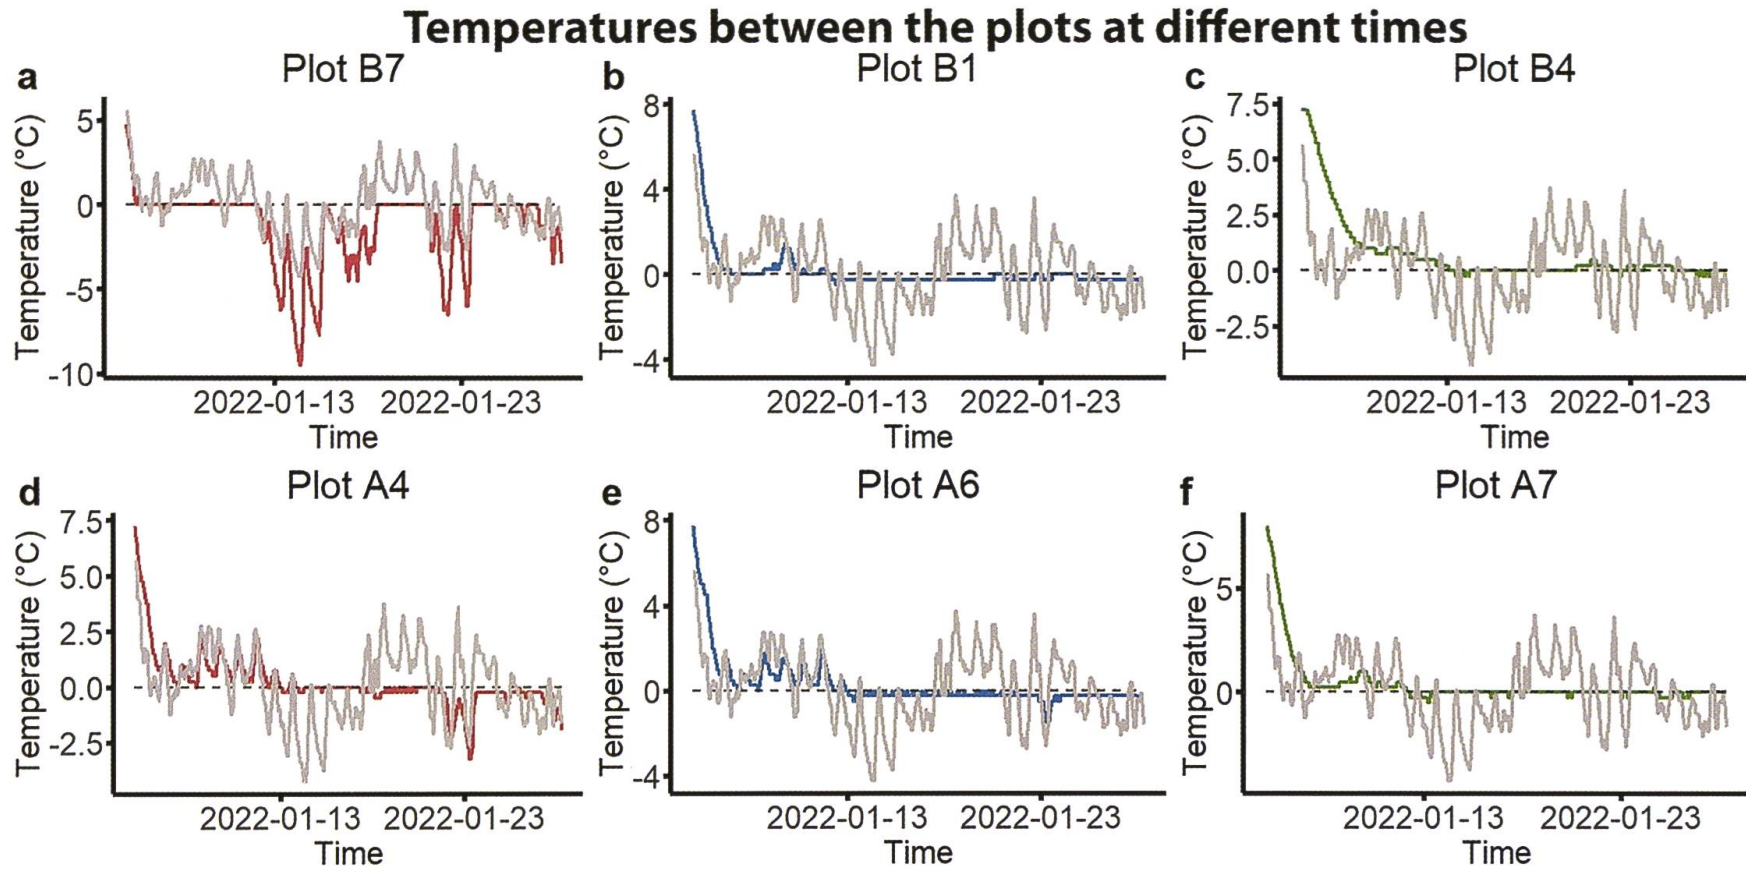 Temperatures between the plots at different times
a
Plot B7
Temperature (°C)
5
0
-5
-10
2022-01-13
2022-01-23
Time
b
Plot B1
Temperature (°C)
8
4
0
-4
2022-01-13
2022-01-23
Time
c
Plot B4
Temperature (°C)
7.5
5.0
2.5
0.0
-2.5
2022-01-13
2022-01-23
Time
d
Plot A4
Temperature (°C)
7.5
5.0
2.5
0.0
-2.5
2022-01-13
2022-01-23
Time
e
Plot A6
Temperature (°C)
8
4
0
-4
2022-01-13
2022-01-23
Time
f
Plot A7
Temperature (°C)
5
0
2022-01-13
2022-01-23
Time